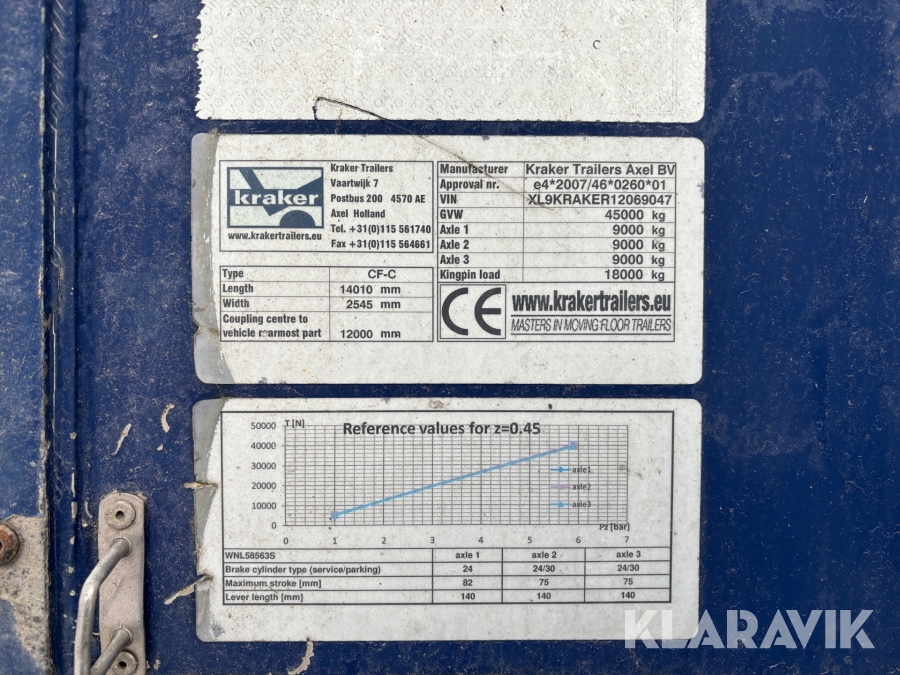 C
kraker
www.krakertrailers.eu
Kraker Trailers
Vaartwijk 7
Postbus 200 4570 AE
Axel Holland
Tel. +31(0)115 561740
Fax +31(0)115 564661
Type CF-C
Length 14010 mm
Width 2545 mm
Coupling centre to
vehicle rearmost part 12000 mm
Manufacturer Kraker Trailers Axel BV
Approval nr. e4*2007/46*0260*01
VIN XL9KRAKER12069047
GVW 45000 kg
Axle 1 9000 kg
Axle 2 9000 kg
Axle 3 9000 kg
Kingpin load 18000 kg
CE www.krakertrailers.eu
MASTERS IN MOVING FLOOR TRAILERS
T [N]
Reference values for z=0.45
50000
40000
30000
20000
10000
0
axle1
axle2
axle3
Pz [bar]
0 1 2 3 4 5 6 7
WNL58563S axle 1 axle 2 axle 3
Brake cylinder type (service/parking) 24 24/30 24/30
Maximum stroke [mm] 82 75 75
Lever length [mm] 140 140 140
KLARAVIK